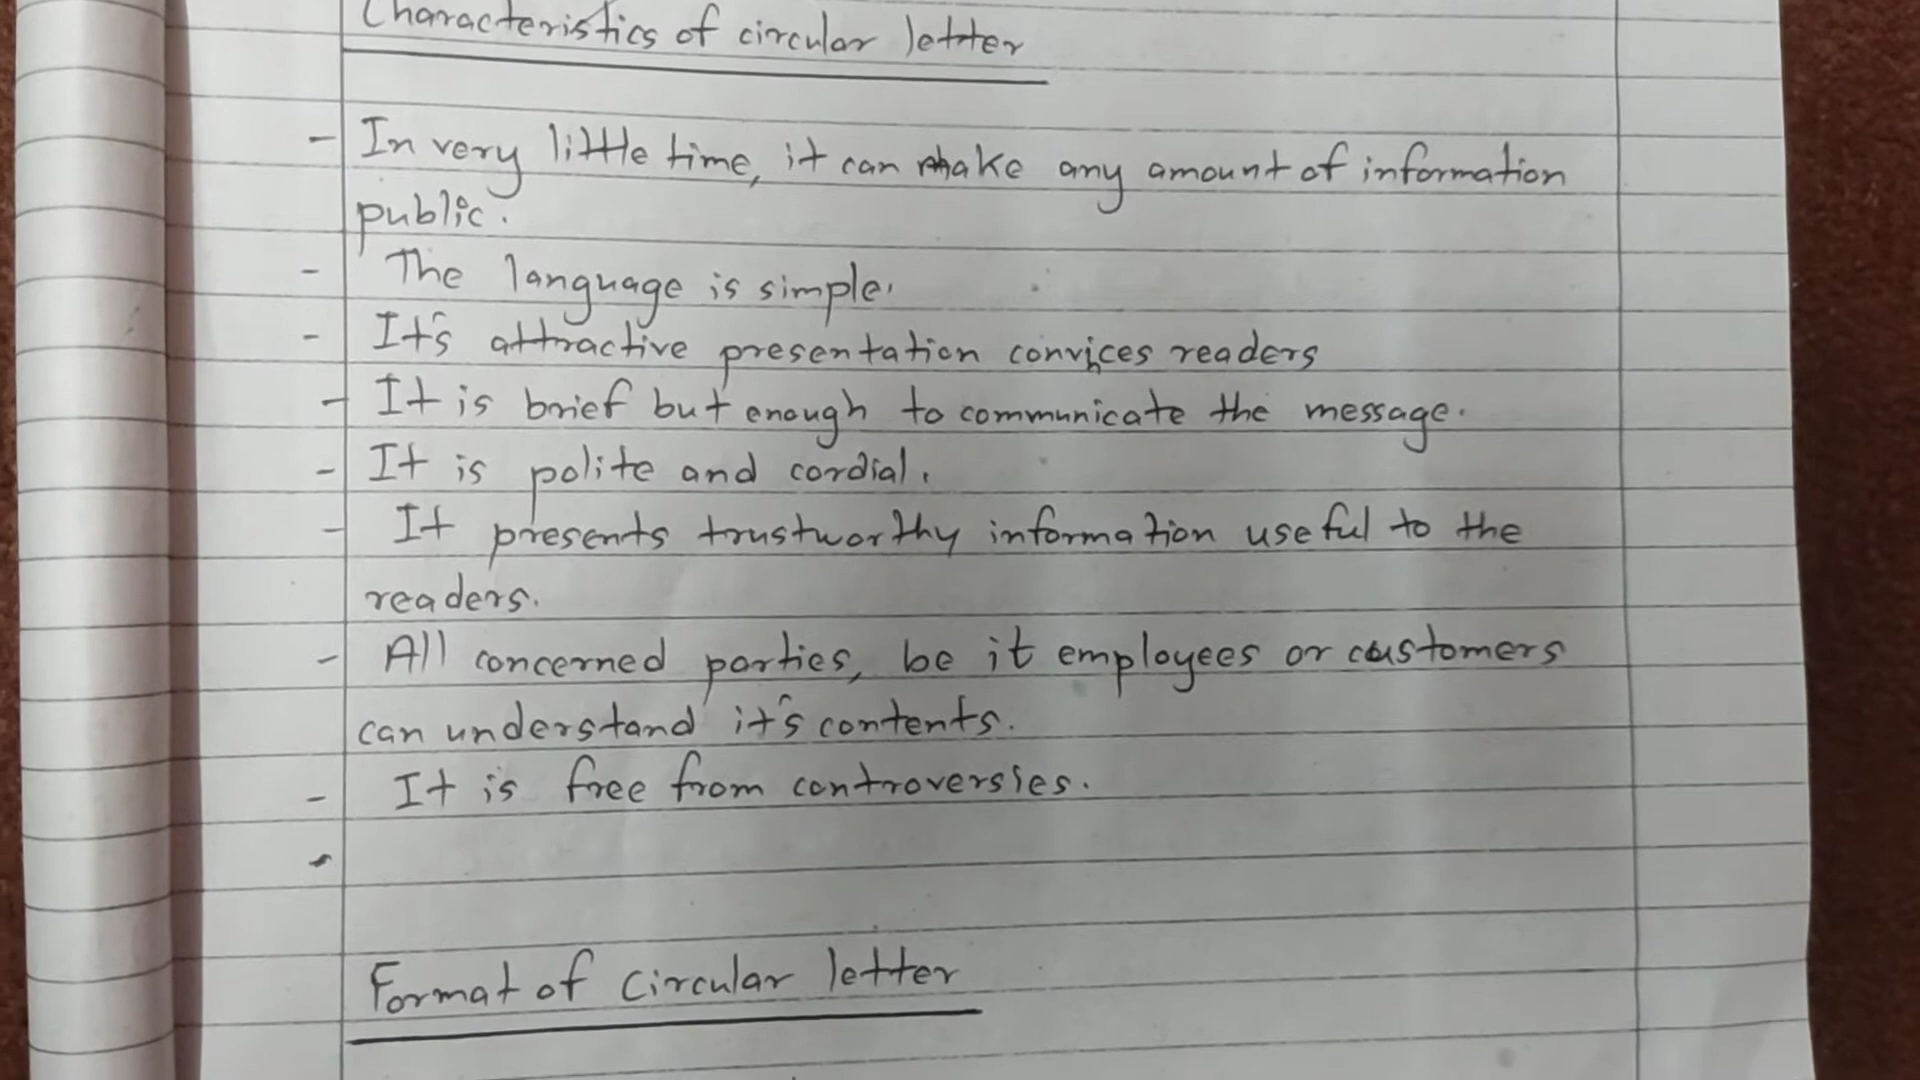 Characteristics of circular letter
- In very little time, it can make any amount of information
public.
- The language is simple.
- It's attractive presentation convinces readers
- It is brief but enough to communicate the message.
- It is polite and cordial.
- It presents trustworthy information useful to the
readers.
- All concerned parties, be it employees or customers
can understand it's contents.
- It is free from controversies.
-
Format of circular letter